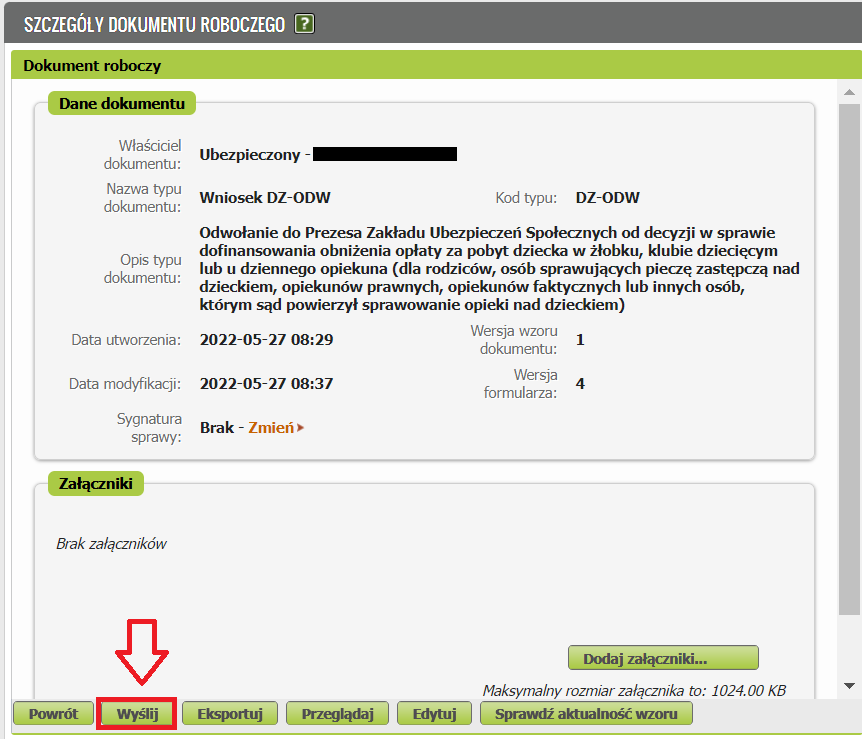 SZCZEGÓŁY DOKUMENTU ROBOCZEGO ?
Dokument roboczy
Dane dokumentu
Właściciel
dokumentu:
Ubezpieczony -
Nazwa typu
dokumentu:
Wniosek DZ-ODW
Kod typu:
DZ-ODW
Opis typu
dokumentu:
Odwołanie do Prezesa Zakładu Ubezpieczeń Społecznych od decyzji w sprawie
dofinansowania obniżenia opłaty za pobyt dziecka w żłobku, klubie dziecięcym
lub u dziennego opiekuna (dla rodziców, osób sprawujących pieczę zastępczą nad
dzieckiem, opiekunów prawnych, opiekunów faktycznych lub innych osób,
którym sąd powierzył sprawowanie opieki nad dzieckiem)
Data utworzenia:
2022-05-27 08:29
Wersja wzoru
dokumentu:
1
Data modyfikacji:
2022-05-27 08:37
Wersja
formularza:
4
Sygnatura
sprawy:
Brak - Zmień
Załączniki
Brak załączników
Dodaj załączniki...
Maksymalny rozmiar załącznika to: 1024.00 KB
Powrót
Wyślij
Eksportuj
Przeglądaj
Edytuj
Sprawdź aktualność wzoru